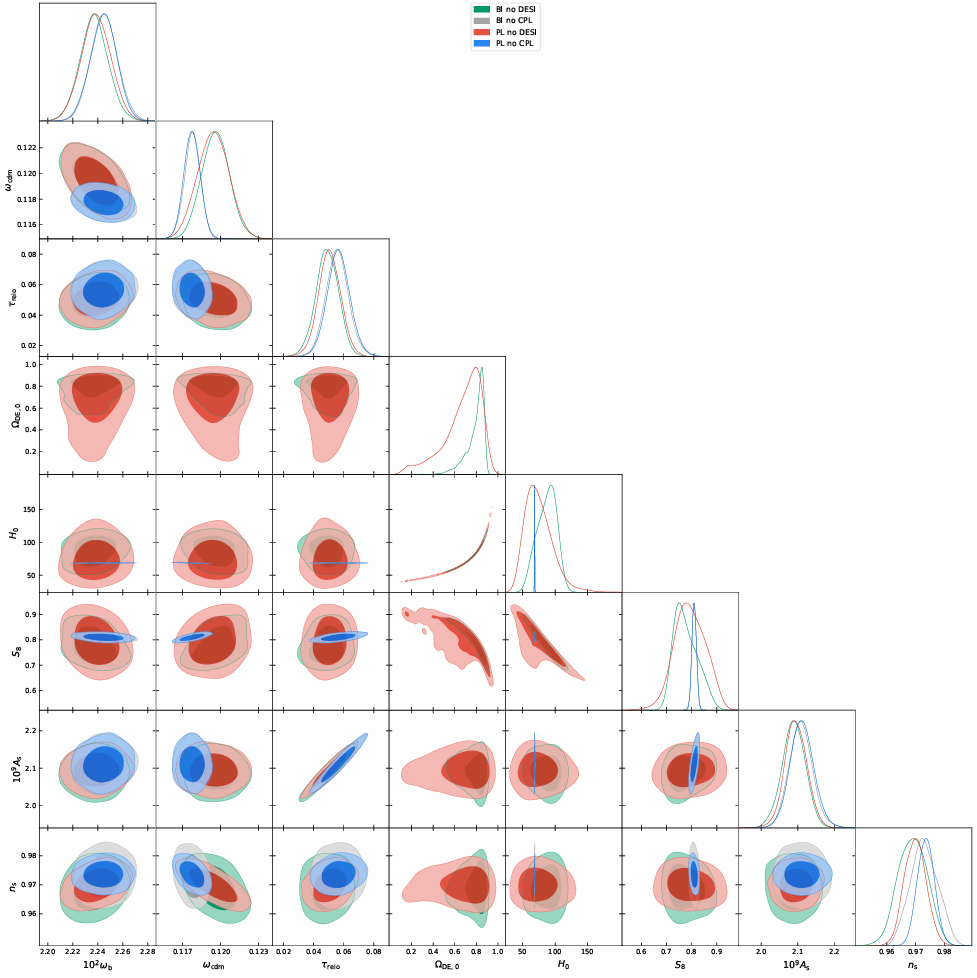 BI no DESI
BI no CPL
PL no DESI
PL no CPL
ω_cdm
0.122
0.120
0.118
0.116
τ_reio
0.08
0.06
0.04
0.02
Ω_DE, 0
1.0
0.8
0.6
0.4
0.2
H_0
150
100
50
S_8
0.9
0.8
0.7
0.6
10^9 A_s
2.2
2.1
2.0
n_s
0.98
0.97
0.96
2.20 2.22 2.24 2.26 2.28
0.117 0.120 0.123
0.02 0.04 0.06 0.08
0.2 0.4 0.6 0.8 1.0
50 100 150
0.6 0.7 0.8 0.9
2.0 2.1 2.2
0.96 0.97 0.98
10^2 ω_b
ω_cdm
τ_reio
Ω_DE, 0
H_0
S_8
10^9 A_s
n_s